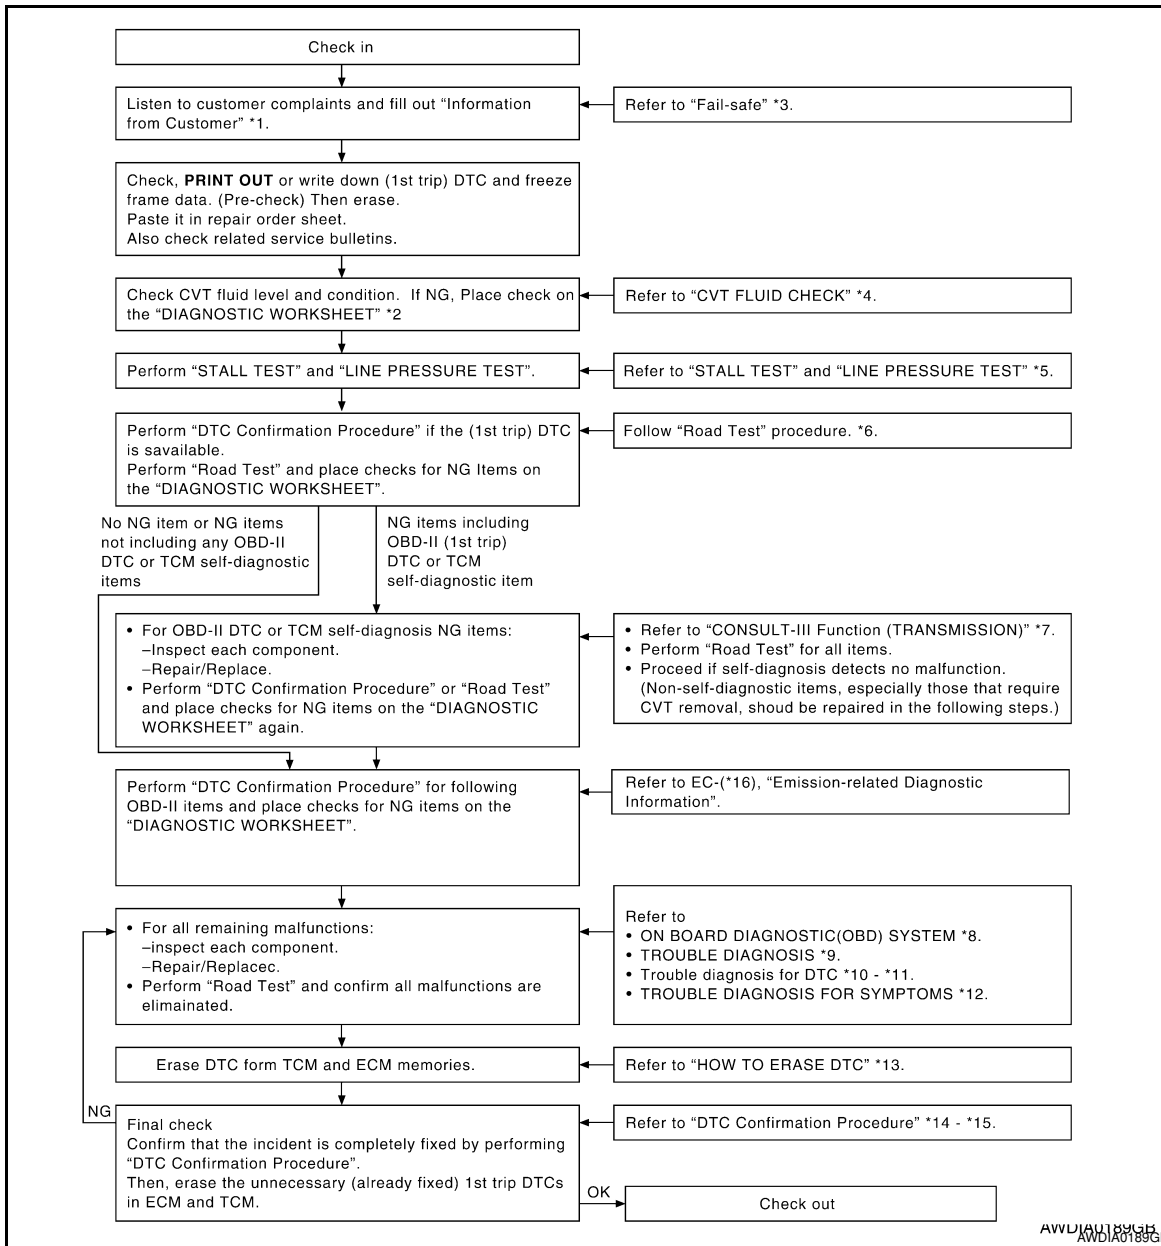 Check in
Listen to customer complaints and fill out “Information
from Customer” *1.
Refer to “Fail-safe” *3.
Check, PRINT OUT or write down (1st trip) DTC and freeze
frame data. (Pre-check) Then erase.
Paste it in repair order sheet.
Also check related service bulletins.
Check CVT fluid level and condition. If NG, Place check on
the “DIAGNOSTIC WORKSHEET” *2
Refer to “CVT FLUID CHECK” *4.
Perform “STALL TEST” and “LINE PRESSURE TEST”.
Refer to “STALL TEST” and “LINE PRESSURE TEST” *5.
Perform “DTC Confirmation Procedure” if the (1st trip) DTC
is savailable.
Perform “Road Test” and place checks for NG Items on
the “DIAGNOSTIC WORKSHEET”.
Follow “Road Test” procedure. *6.
No NG item or NG items
not including any OBD-II
DTC or TCM self-diagnostic
items
NG items including
OBD-II (1st trip)
DTC or TCM
self-diagnostic item
• For OBD-II DTC or TCM self-diagnosis NG items:
–Inspect each component.
–Repair/Replace.
• Perform “DTC Confirmation Procedure” or “Road Test”
and place checks for NG items on the “DIAGNOSTIC
WORKSHEET” again.
• Refer to “CONSULT-III Function (TRANSMISSION)” *7.
• Perform “Road Test” for all items.
• Proceed if self-diagnosis detects no malfunction.
(Non-self-diagnostic items, especially those that require
CVT removal, shoud be repaired in the following steps.)
Perform “DTC Confirmation Procedure” for following
OBD-II items and place checks for NG items on the
“DIAGNOSTIC WORKSHEET”.
Refer to EC-(*16), “Emission-related Diagnostic
Information”.
• For all remaining malfunctions:
–inspect each component.
–Repair/Replacec.
• Perform “Road Test” and confirm all malfunctions are
elimainated.
Refer to
• ON BOARD DIAGNOSTIC(OBD) SYSTEM *8.
• TROUBLE DIAGNOSIS *9.
• Trouble diagnosis for DTC *10 - *11.
• TROUBLE DIAGNOSIS FOR SYMPTOMS *12.
Erase DTC form TCM and ECM memories.
Refer to “HOW TO ERASE DTC” *13.
NG
Final check
Confirm that the incident is completely fixed by performing
“DTC Confirmation Procedure”.
Then, erase the unnecessary (already fixed) 1st trip DTCs
in ECM and TCM.
Refer to “DTC Confirmation Procedure” *14 - *15.
OK
Check out
AWDIA0189GB
AWDIA0189G